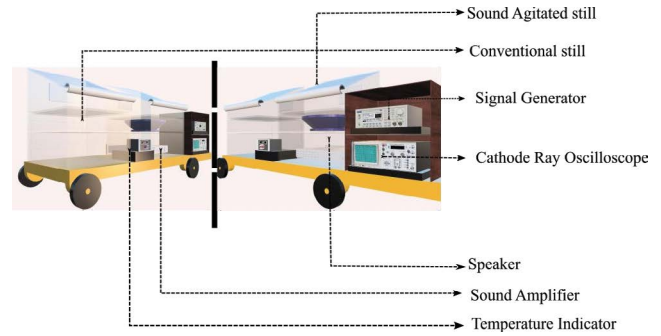 Sound Agitated still
Conventional still
Signal Generator
Cathode Ray Oscilloscope
Speaker
Sound Amplifier
Temperature Indicator